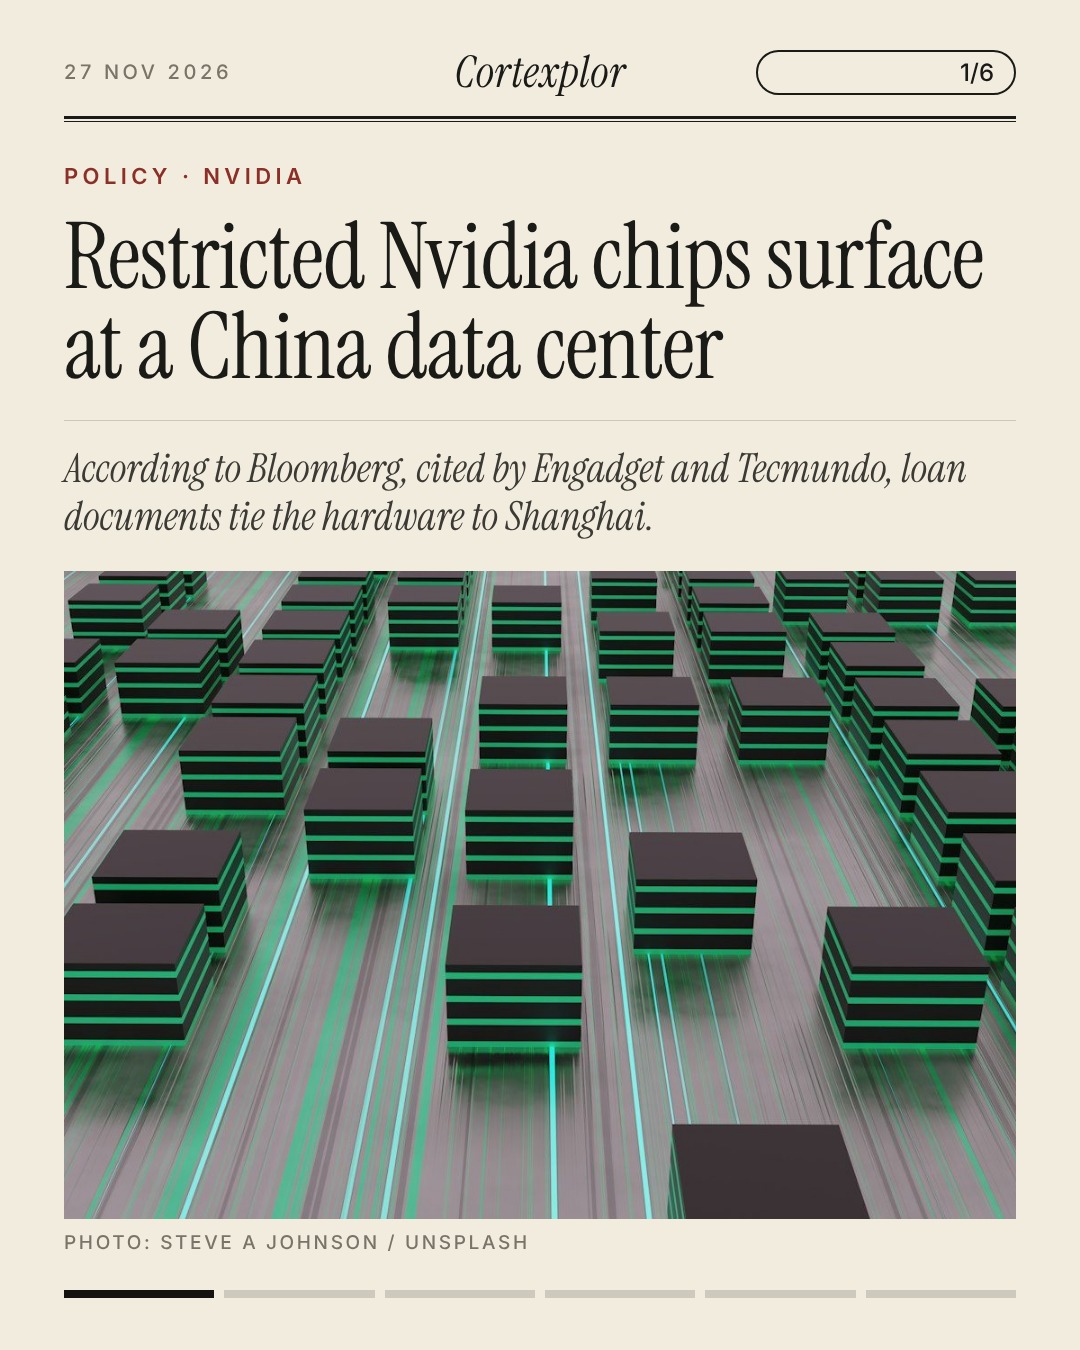 27 NOV 2026
Cortexplor
1/6
POLICY · NVIDIA
Restricted Nvidia chips surface
at a China data center
According to Bloomberg, cited by Engadget and Tecmundo, loan
documents tie the hardware to Shanghai.
PHOTO: STEVE A JOHNSON / UNSPLASH